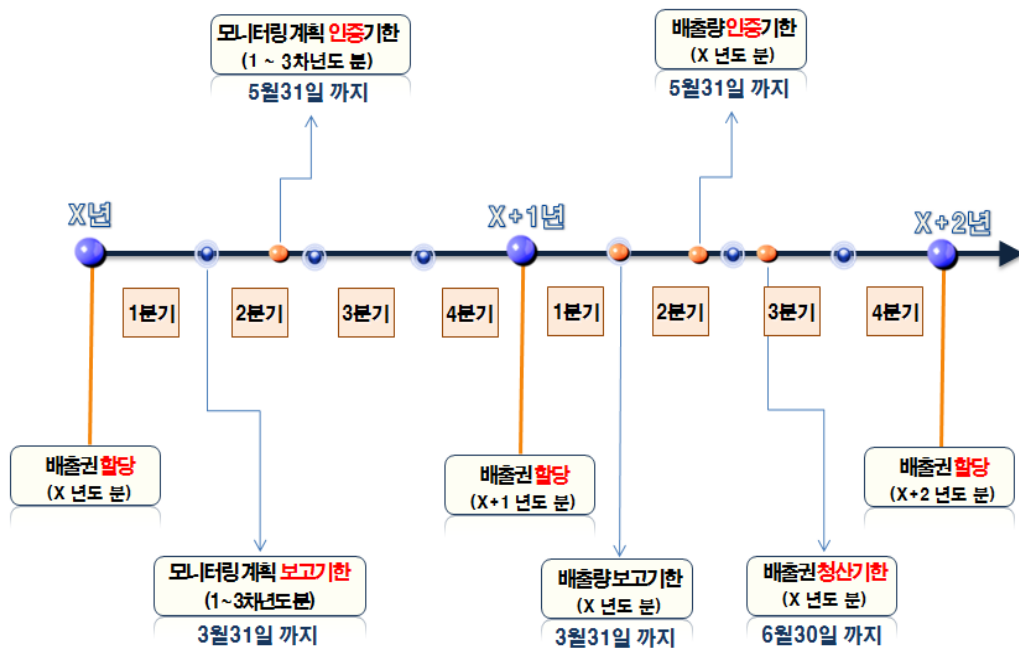 모니터링 계획 인증기한
(1 ~ 3차년도 분)
5월31일 까지
배출량 인증기한
(X 년도 분)
5월31일 까지
X년
X+1년
X+2년
1분기
2분기
3분기
4분기
1분기
2분기
3분기
4분기
배출권 할당
(X 년도 분)
배출권 할당
(X+1 년도 분)
배출권 할당
(X+2 년도 분)
모니터링 계획 보고기한
(1~3차년도분)
3월31일 까지
배출량 보고기한
(X 년도 분)
3월31일 까지
배출권 청산기한
(X 년도 분)
6월30일 까지